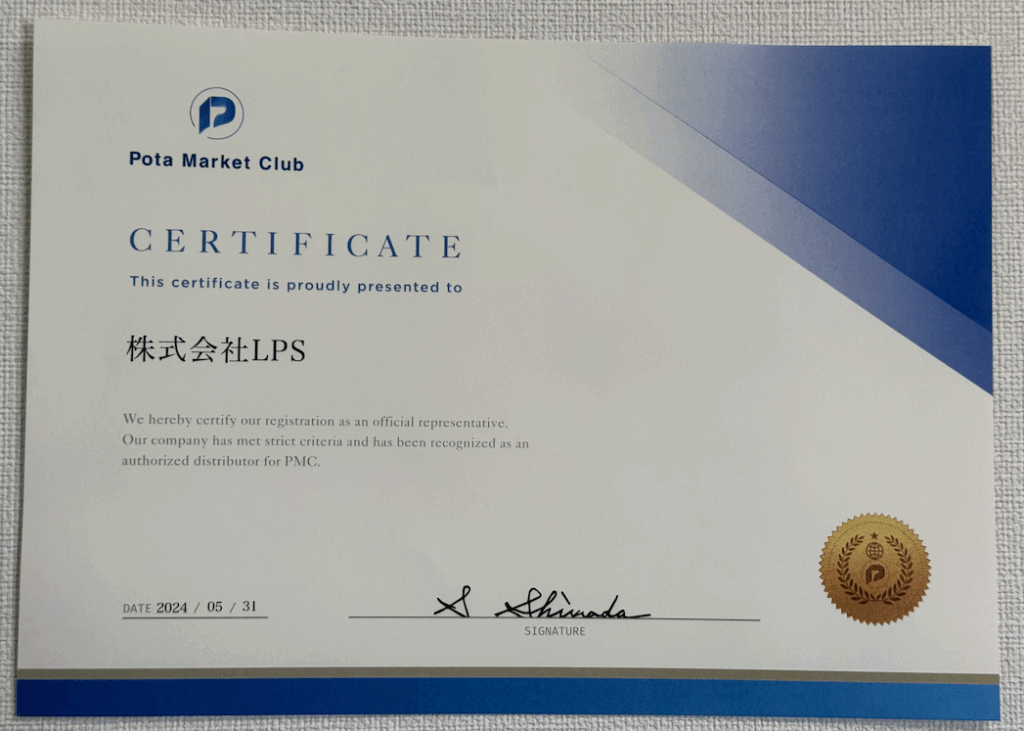 Pota Market Club
CERTIFICATE
This certificate is proudly presented to
株式会社LPS
We hereby certify our registration as an official representative.
Our company has met strict criteria and has been recognized as an
authorized distributor for PMC.
DATE 2024 / 05 / 31
S Shimada
SIGNATURE